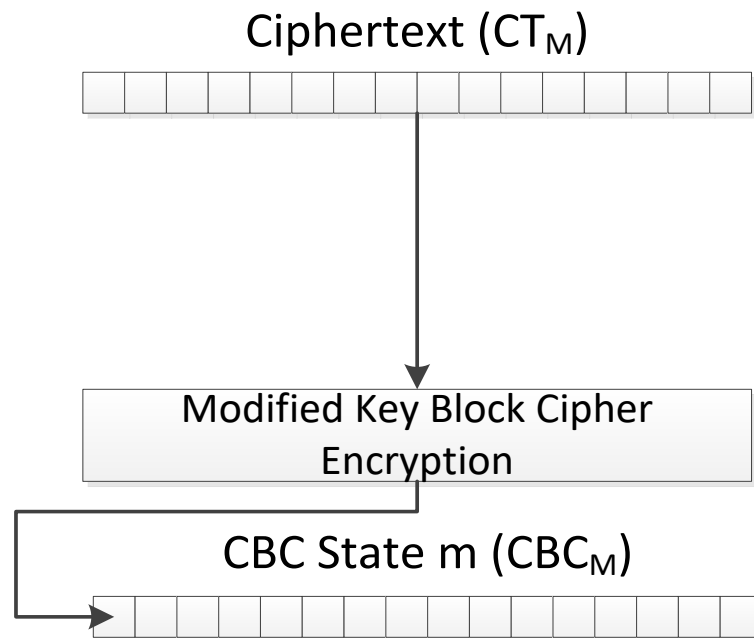 Ciphertext (CT_M)
Modified Key Block Cipher
Encryption
CBC State m (CBC_M)